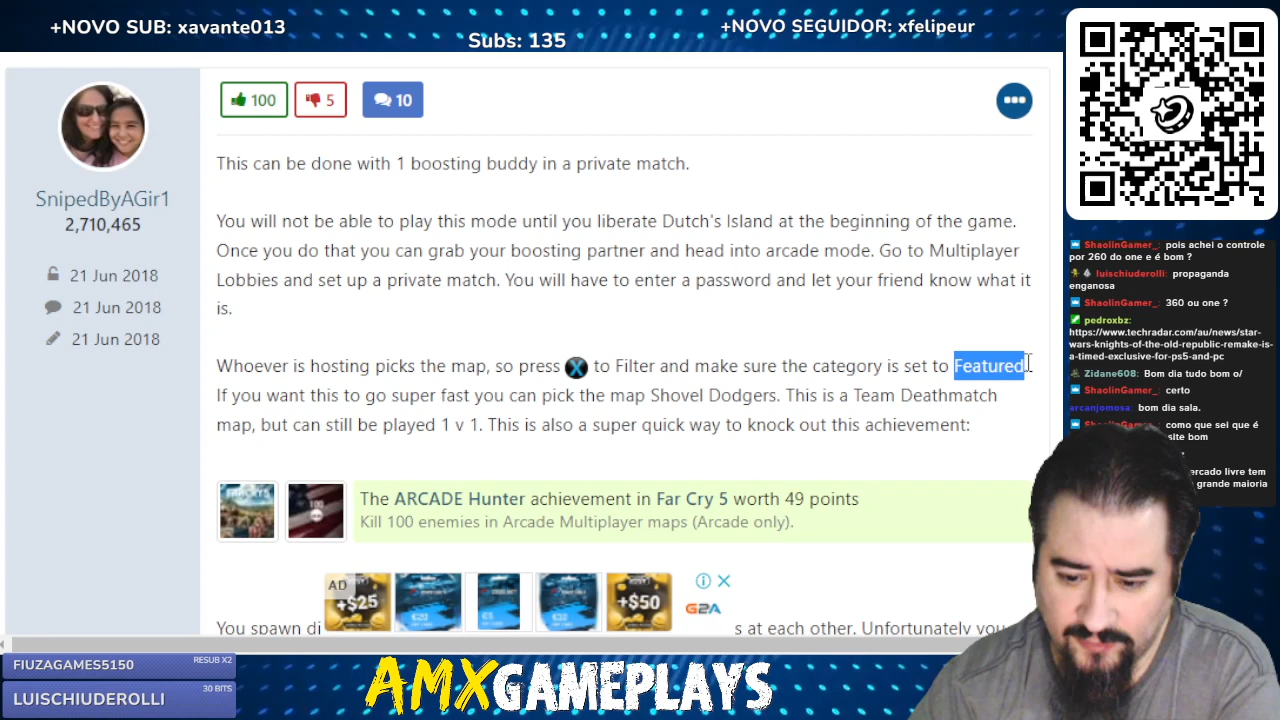 +NOVO SUB: xavante013
Subs: 135
+NOVO SEGUIDOR: xfelipeur
100
5
10
SnipedByAGir1
2,710,465
21 Jun 2018
21 Jun 2018
21 Jun 2018
This can be done with 1 boosting buddy in a private match.
You will not be able to play this mode until you liberate Dutch's Island at the beginning of the game.
Once you do that you can grab your boosting partner and head into arcade mode. Go to Multiplayer
Lobbies and set up a private match. You will have to enter a password and let your friend know what it
is.
Whoever is hosting picks the map, so press X to Filter and make sure the category is set to Featured.
If you want this to go super fast you can pick the map Shovel Dodgers. This is a Team Deathmatch
map, but can still be played 1 v 1. This is also a super quick way to knock out this achievement:
The ARCADE Hunter achievement in Far Cry 5 worth 49 points
Kill 100 enemies in Arcade Multiplayer maps (Arcade only).
AD
+$25
+$50
G2A
You spawn di
s at each other. Unfortunately you
ShaolinGamer_: pois achei o controle
por 260 do one e é bom ?
luischiuderolli: propaganda
enganosa
ShaolinGamer_: 360 ou one ?
pedroxbz:
https://www.techradar.com/au/news/star-
wars-knights-of-the-old-republic-remake-is-
a-timed-exclusive-for-ps5-and-pc
Zidane608: Bom dia tudo bom o/
ShaolinGamer_: certo
arcanjomosa: bom dia sala.
ShaolinGamer_: como que sei que é
site bom
ercado livre tem
grande maioria
FIUZAGAMES5150
RESUB X2
LUISCHIUDEROLLI
30 BITS
AMXGAMEPLAYS